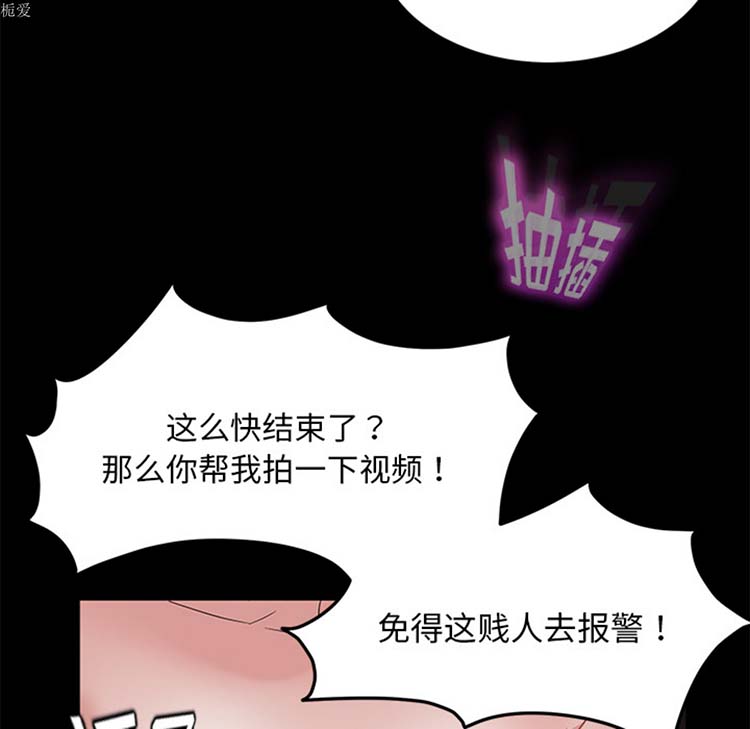 栀爱
抽插
这么快结束了？
那么你帮我拍一下视频！
免得这贱人去报警！